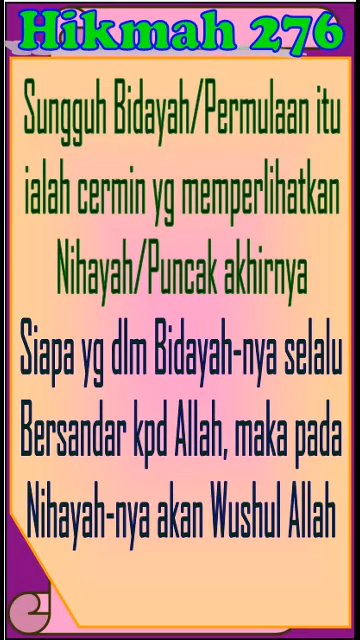 Hikmah 276
Sungguh Bidayah/Permulaan itu
ialah cermin yg memperlihatkan
Nihayah/Puncak akhirnya
Siapa yg dlm Bidayah-nya selalu
Bersandar kpd Allah, maka pada
Nihayah-nya akan Wushul Allah